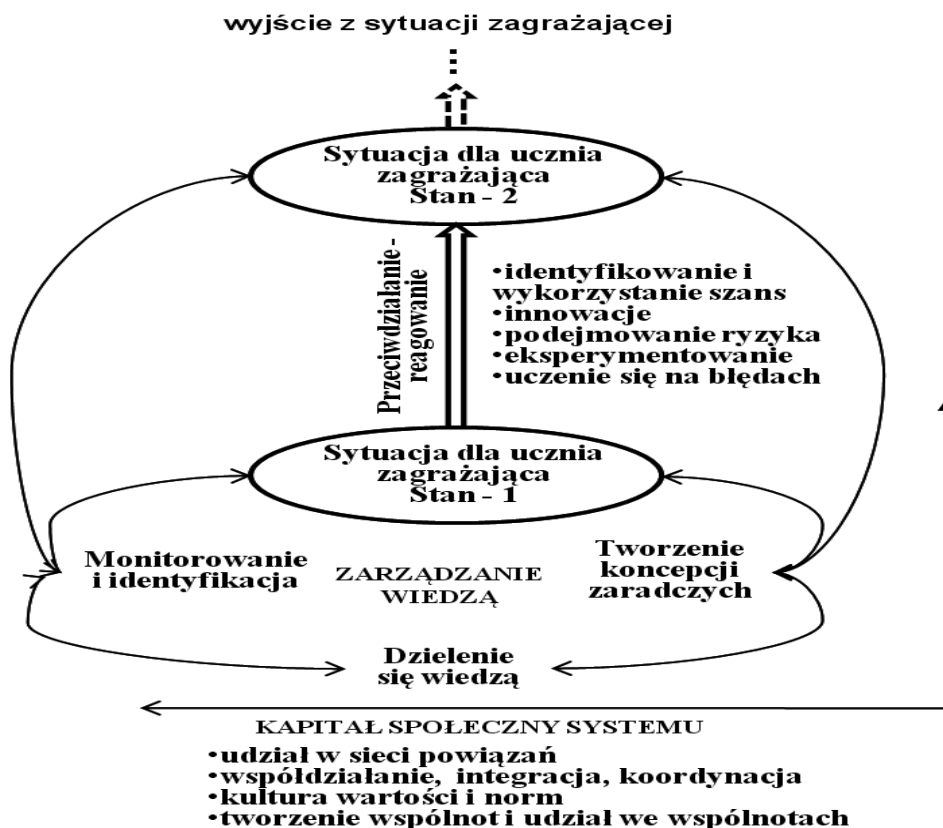 wyjście z sytuacji zagrażającej
Sytuacja dla ucznia
zagrażająca
Stan - 2
Przeciwdziałanie -
reagowanie
•identyfikowanie i
wykorzystanie szans
•innowacje
•podejmowanie ryzyka
•eksperymentowanie
•uczenie się na błędach
Sytuacja dla ucznia
zagrażająca
Stan - 1
Monitorowanie
i identyfikacja
ZARZĄDZANIE
WIEDZĄ
Tworzenie
koncepcji
zaradczych
Dzielenie
się wiedzą
KAPITAŁ SPOŁECZNY SYSTEMU
•udział w sieci powiązań
•współdziałanie, integracja, koordynacja
•kultura wartości i norm
•tworzenie wspólnot i udział we wspólnotach